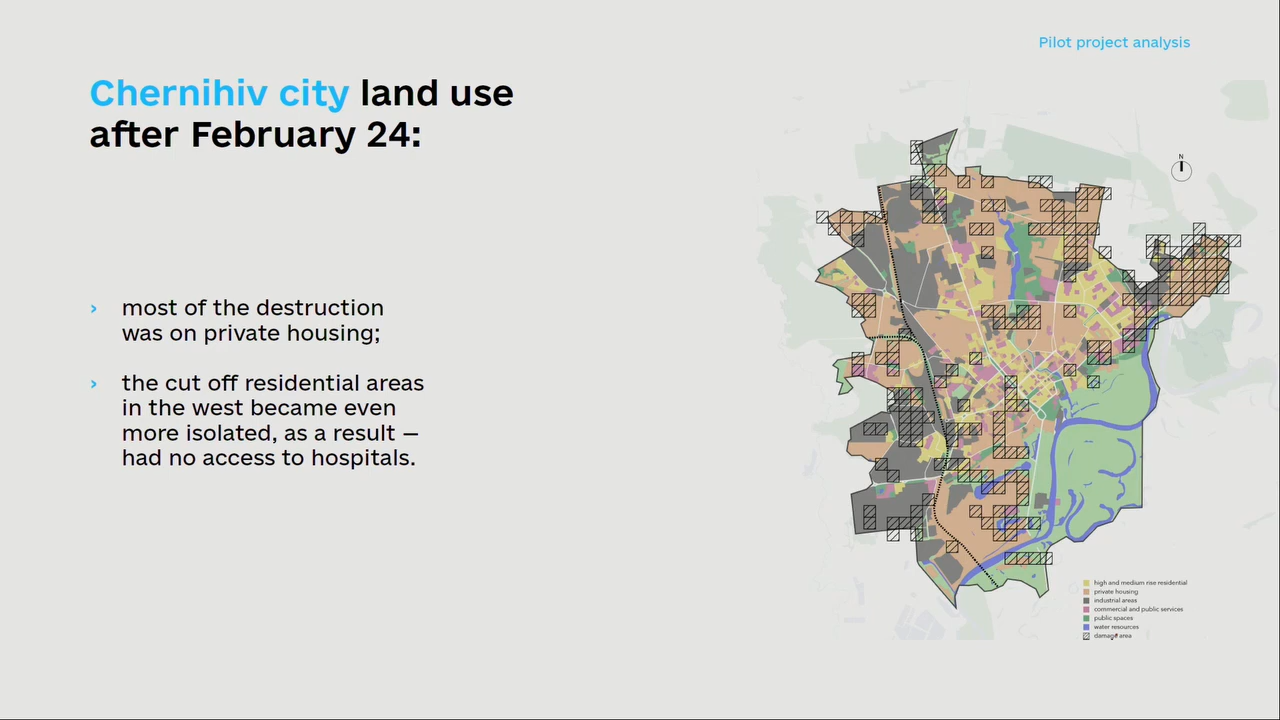 Pilot project analysis
Chernihiv city land use
after February 24:
› most of the destruction
was on private housing;
› the cut off residential areas
in the west became even
more isolated, as a result —
had no access to hospitals.
N
high and medium rise residential
private housing
industrial areas
commercial and public services
public spaces
water resources
damage area